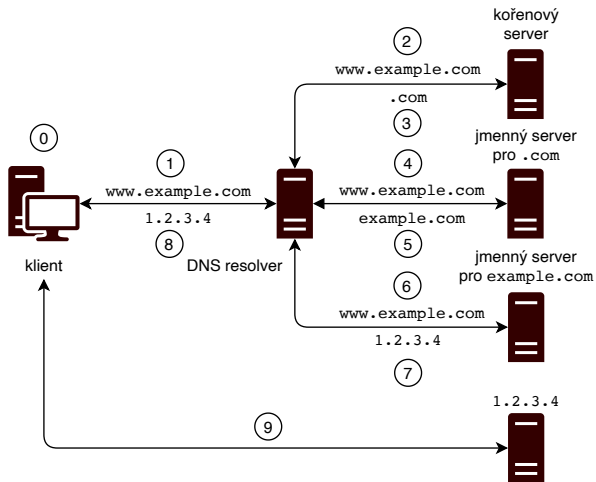 kořenový
server
2
www.example.com
.com
3
0
jmenný server
pro .com
1
4
www.example.com
www.example.com
1.2.3.4
example.com
8
5
klient
DNS resolver
jmenný server
pro example.com
6
www.example.com
1.2.3.4
7
1.2.3.4
9